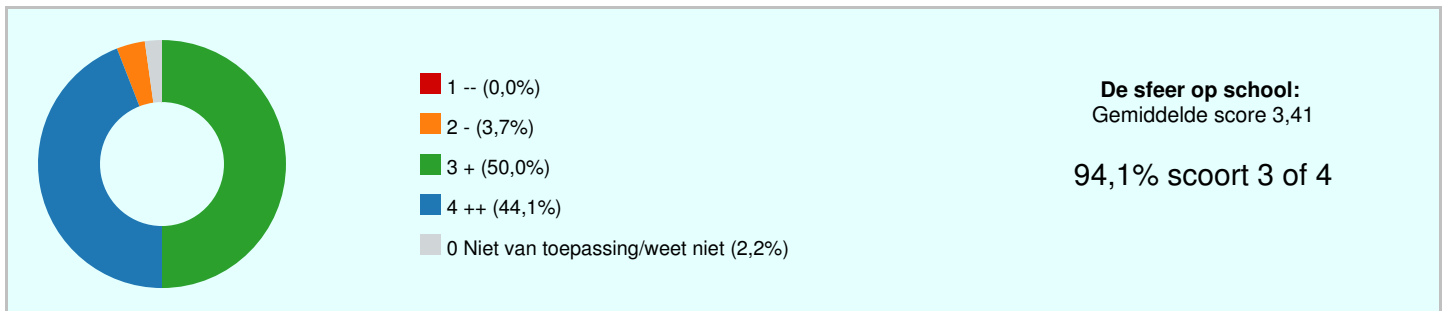 1 -- (0,0%)
2 - (3,7%)
3 + (50,0%)
4 ++ (44,1%)
0 Niet van toepassing/weet niet (2,2%)
De sfeer op school:
Gemiddelde score 3,41
94,1% scoort 3 of 4